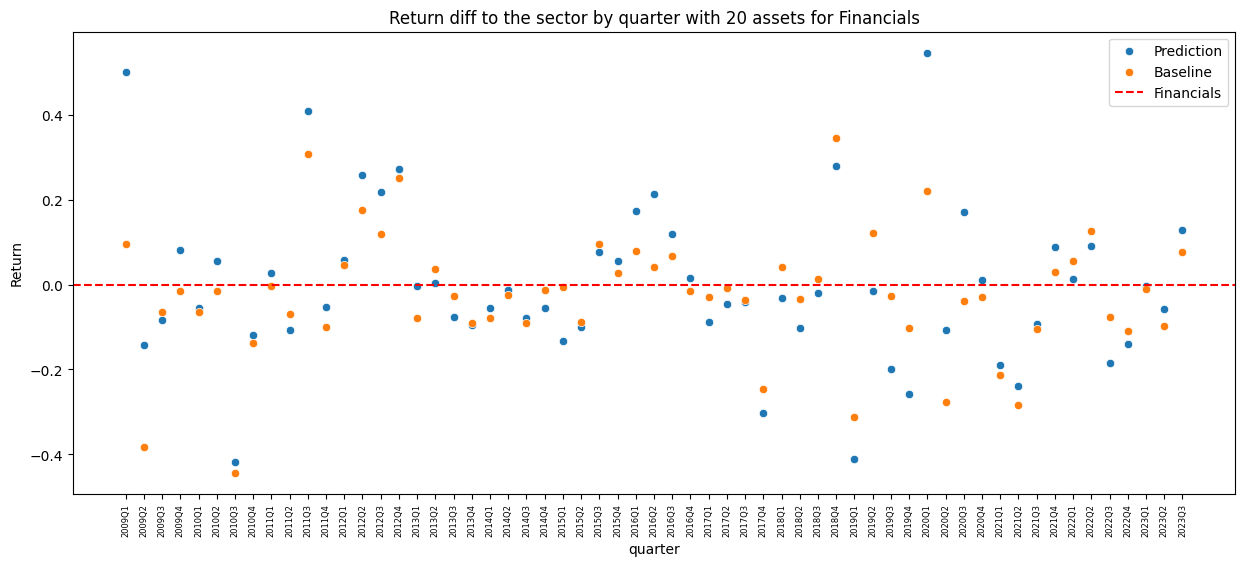 Return diff to the sector by quarter with 20 assets for Financials
Prediction
Baseline
Financials
Return
0.4
0.2
0.0
−0.2
−0.4
2009Q1
2009Q2
2009Q3
2009Q4
2010Q1
2010Q2
2010Q3
2010Q4
2011Q1
2011Q2
2011Q3
2011Q4
2012Q1
2012Q2
2012Q3
2012Q4
2013Q1
2013Q2
2013Q3
2013Q4
2014Q1
2014Q2
2014Q3
2014Q4
2015Q1
2015Q2
2015Q3
2015Q4
2016Q1
2016Q2
2016Q3
2016Q4
2017Q1
2017Q2
2017Q3
2017Q4
2018Q1
2018Q2
2018Q3
2018Q4
2019Q1
2019Q2
2019Q3
2019Q4
2020Q1
2020Q2
2020Q3
2020Q4
2021Q1
2021Q2
2021Q3
2021Q4
2022Q1
2022Q2
2022Q3
2022Q4
2023Q1
2023Q2
2023Q3
quarter